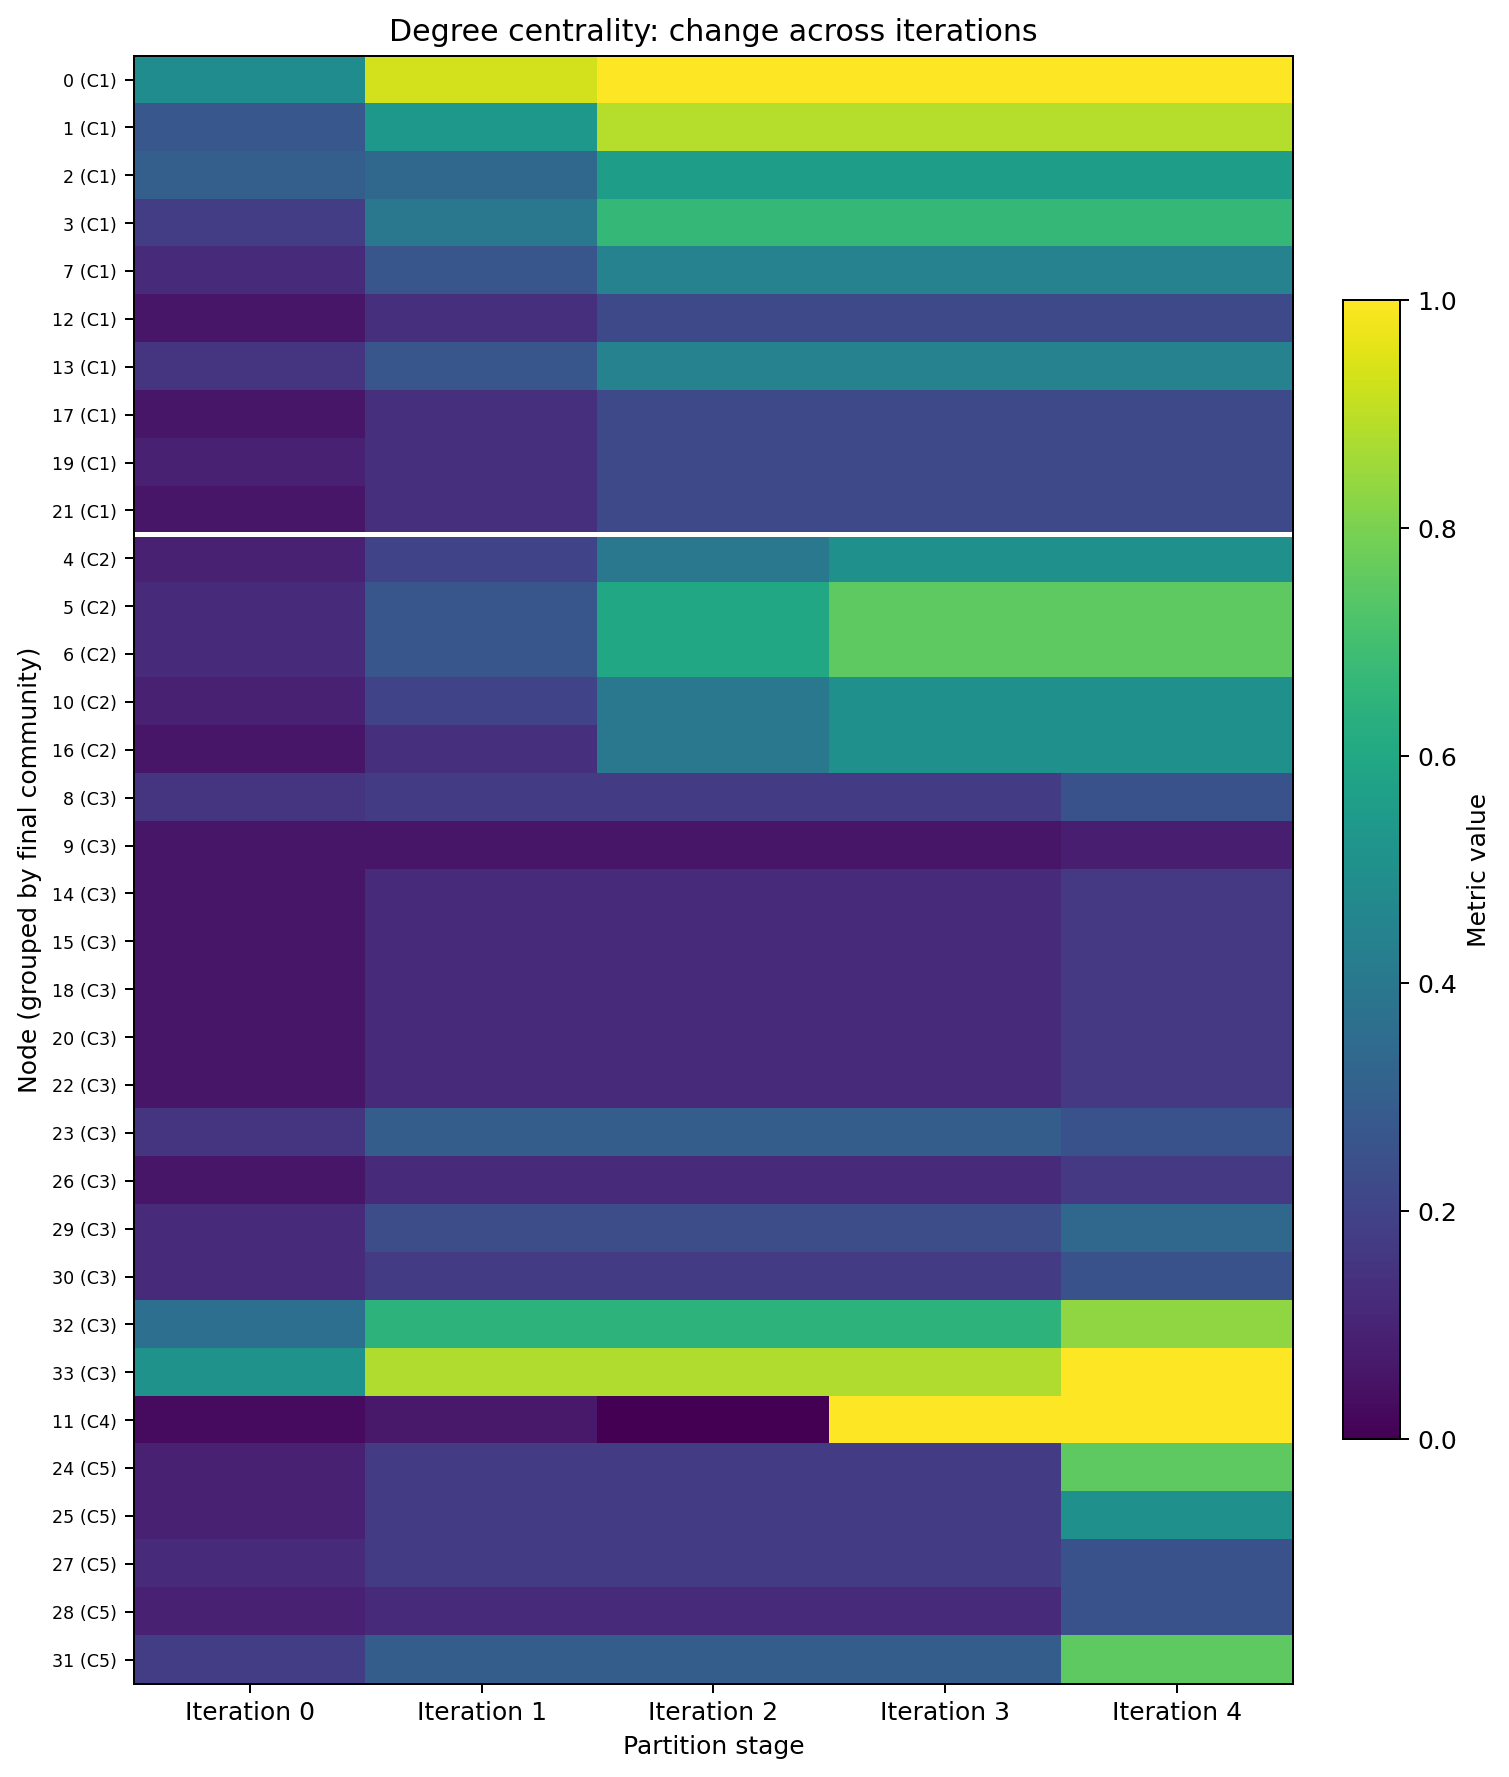 Degree centrality: change across iterations
0 (C1)
1 (C1)
2 (C1)
3 (C1)
7 (C1)
12 (C1)
13 (C1)
17 (C1)
19 (C1)
21 (C1)
4 (C2)
5 (C2)
6 (C2)
10 (C2)
16 (C2)
8 (C3)
9 (C3)
14 (C3)
15 (C3)
18 (C3)
20 (C3)
22 (C3)
23 (C3)
26 (C3)
29 (C3)
30 (C3)
32 (C3)
33 (C3)
11 (C4)
24 (C5)
25 (C5)
27 (C5)
28 (C5)
31 (C5)
Node (grouped by final community)
Iteration 0
Iteration 1
Iteration 2
Iteration 3
Iteration 4
Partition stage
1.0
0.8
0.6
0.4
0.2
0.0
Metric value